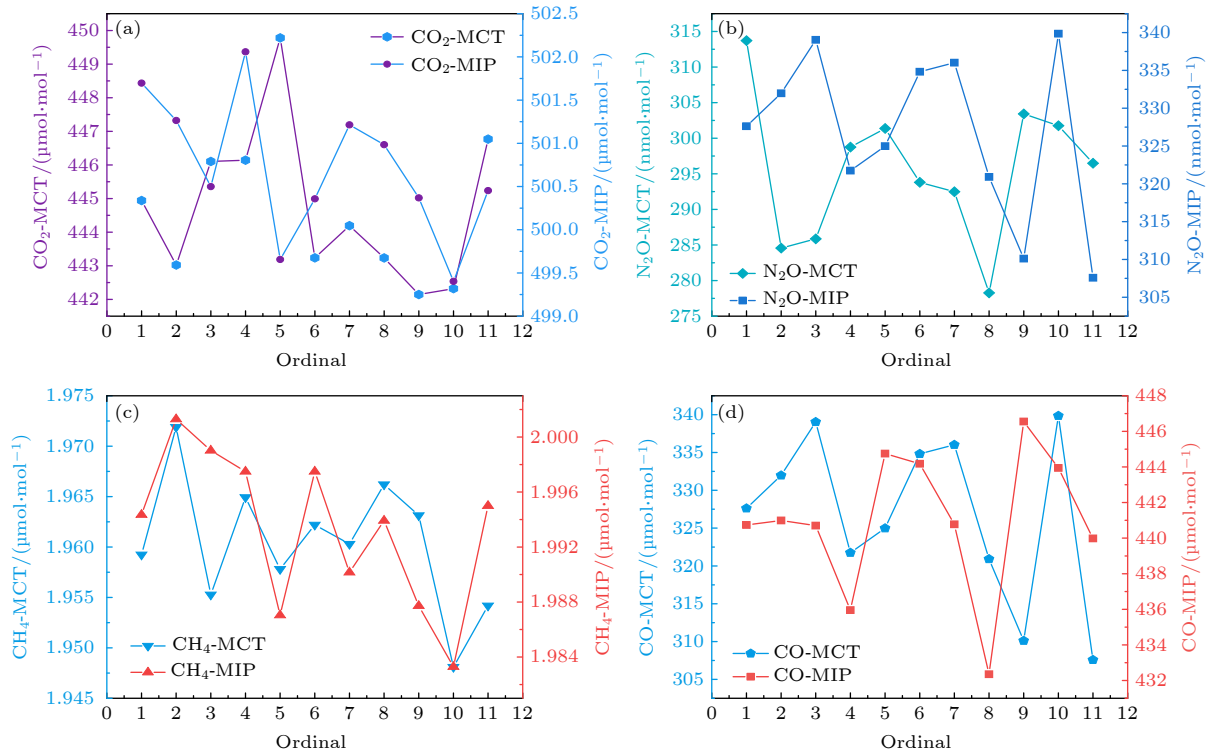 (a)
CO₂-MCT
CO₂-MIP
450
449
448
447
446
445
444
443
442
CO₂-MCT/(µmol·mol⁻¹)
502.5
502.0
501.5
501.0
500.5
500.0
499.5
499.0
CO₂-MIP/(µmol·mol⁻¹)
0 1 2 3 4 5 6 7 8 9 10 11 12
Ordinal
(b)
315
310
305
300
295
290
285
280
275
N₂O-MCT/(nmol·mol⁻¹)
340
335
330
325
320
315
310
305
N₂O-MIP/(nmol·mol⁻¹)
N₂O-MCT
N₂O-MIP
0 1 2 3 4 5 6 7 8 9 10 11 12
Ordinal
(c)
1.975
1.970
1.965
1.960
1.955
1.950
1.945
CH₄-MCT/(µmol·mol⁻¹)
2.000
1.996
1.992
1.988
1.984
CH₄-MIP/(µmol·mol⁻¹)
CH₄-MCT
CH₄-MIP
0 1 2 3 4 5 6 7 8 9 10 11 12
Ordinal
(d)
340
335
330
325
320
315
310
305
CO-MCT/(µmol·mol⁻¹)
448
446
444
442
440
438
436
434
432
CO-MIP/(µmol·mol⁻¹)
CO-MCT
CO-MIP
0 1 2 3 4 5 6 7 8 9 10 11 12
Ordinal